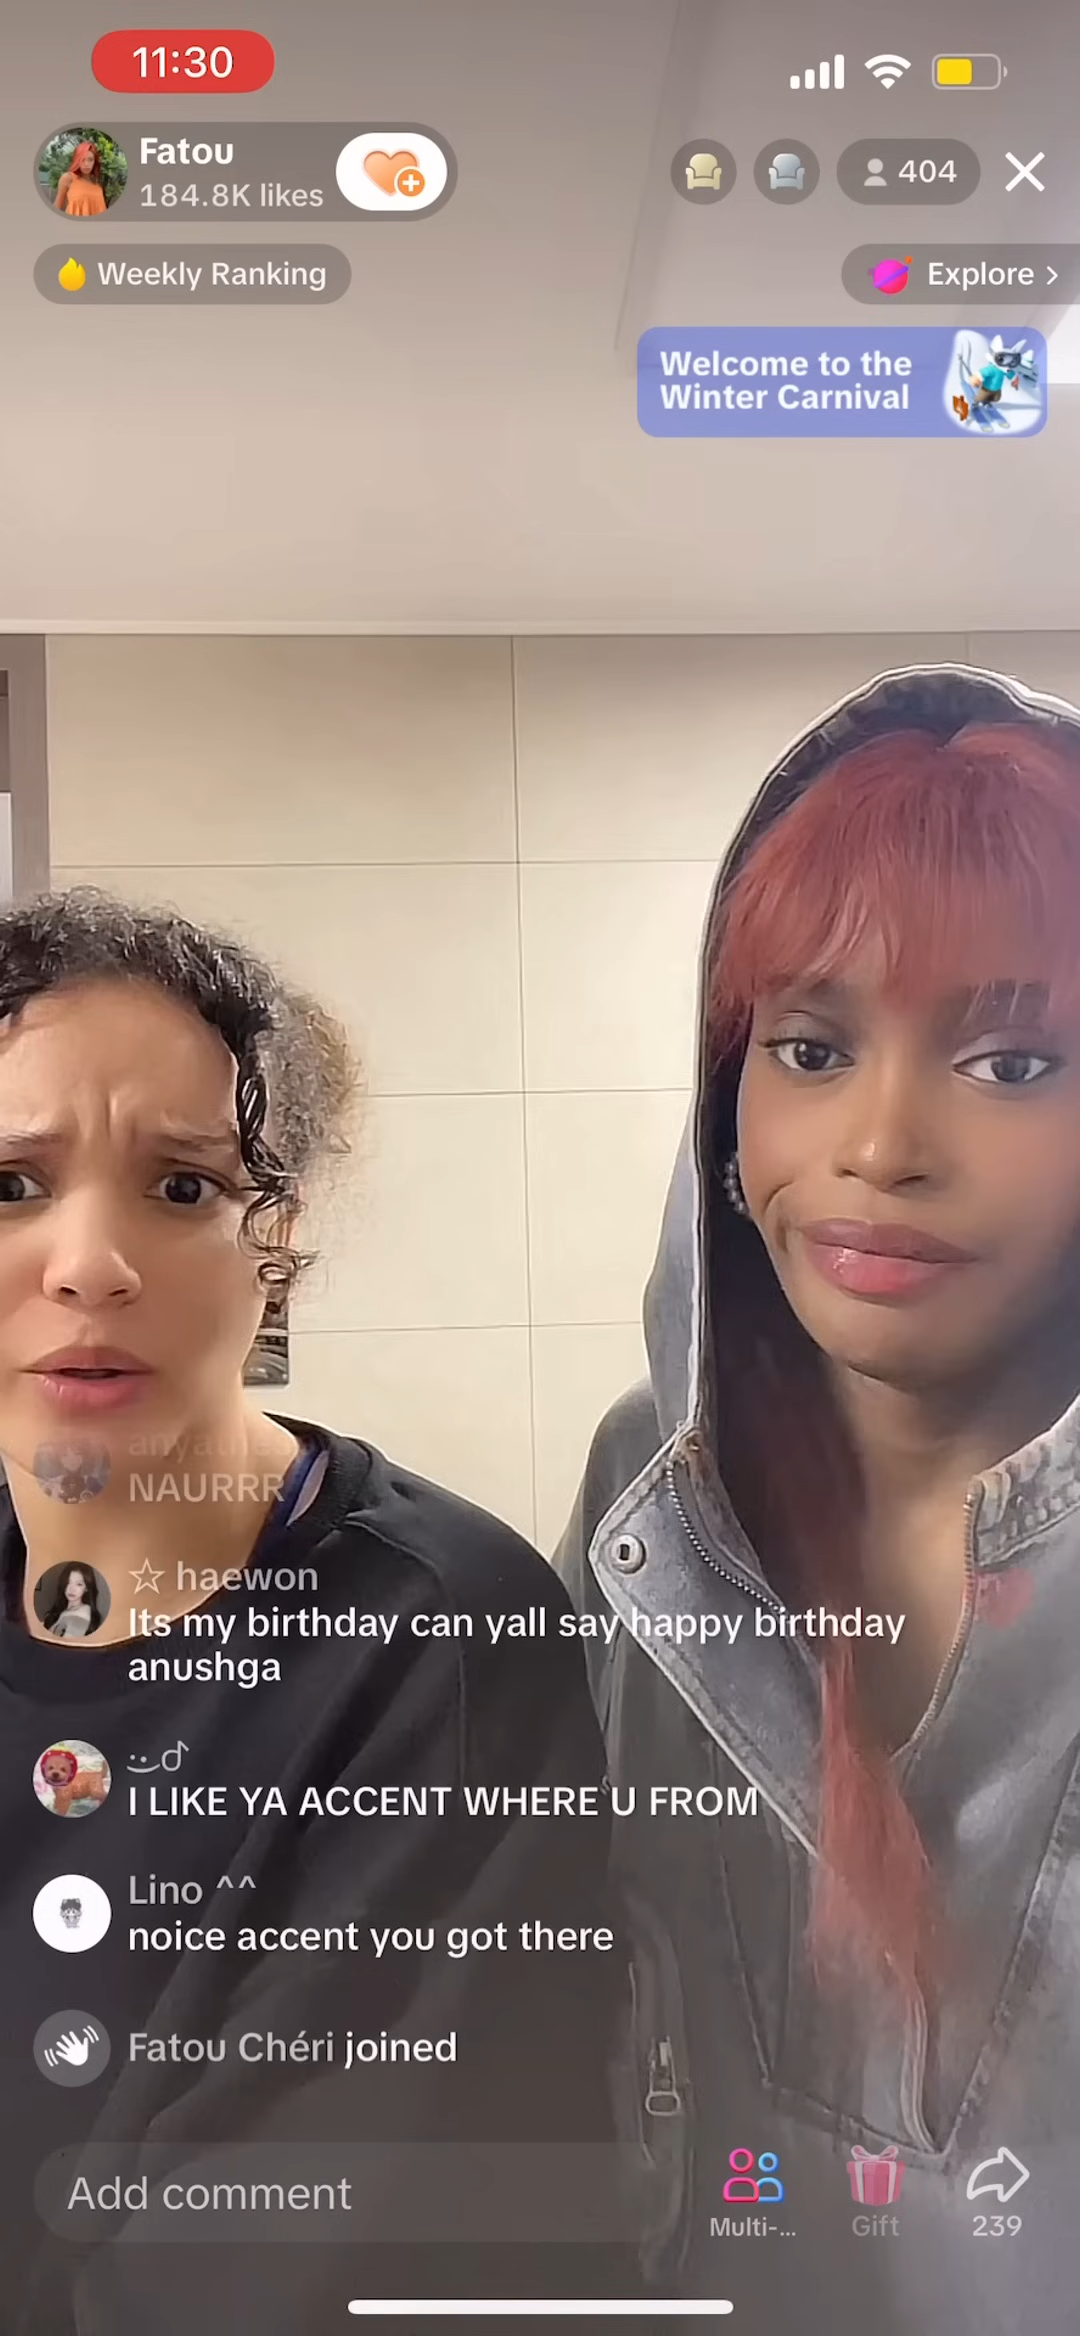 11:30
Fatou
184.8K likes
404
Weekly Ranking
Explore >
Welcome to the
Winter Carnival
NAURRR
☆ haewon
Its my birthday can yall say happy birthday
anushga
I LIKE YA ACCENT WHERE U FROM
Lino ^^
noice accent you got there
Fatou Chéri joined
Add comment
Multi-...
Gift
239